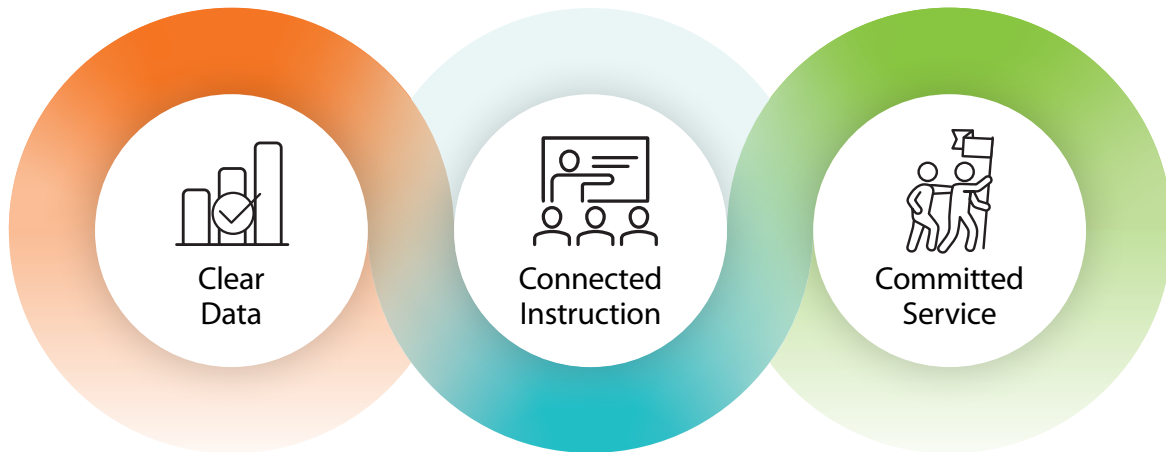 Clear
Data
Connected
Instruction
Committed
Service